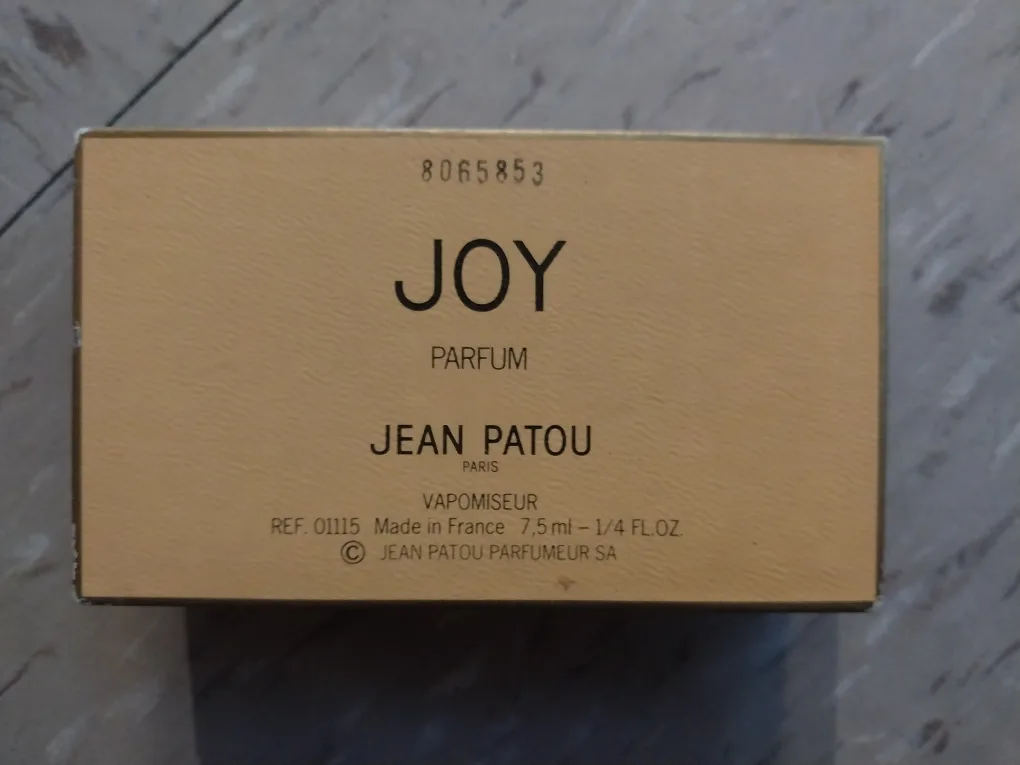 8065853
JOY
PARFUM
JEAN PATOU
PARIS
VAPOMISEUR
REF. 01115 Made in France 7,5 ml – 1/4 FL.OZ.
© JEAN PATOU PARFUMEUR SA